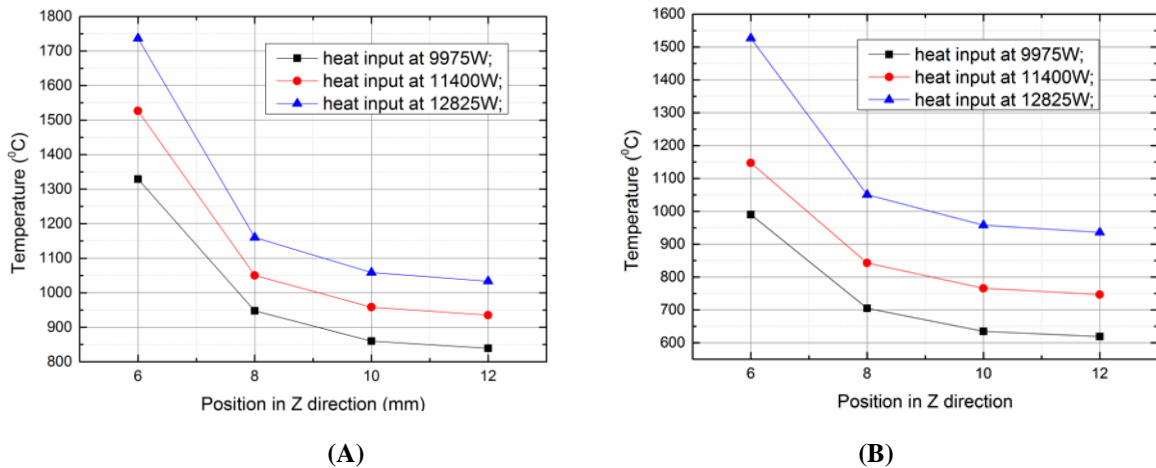 1800
1700
1600
1500
1400
1300
1200
1100
1000
900
800
Temperature (⁰C)
heat input at 9975W;
heat input at 11400W;
heat input at 12825W;
6 8 10 12
Position in Z direction (mm)
(A)
1600
1500
1400
1300
1200
1100
1000
900
800
700
600
Temperature (⁰C)
heat input at 9975W;
heat input at 11400W;
heat input at 12825W;
6 8 10 12
Position in Z direction
(B)